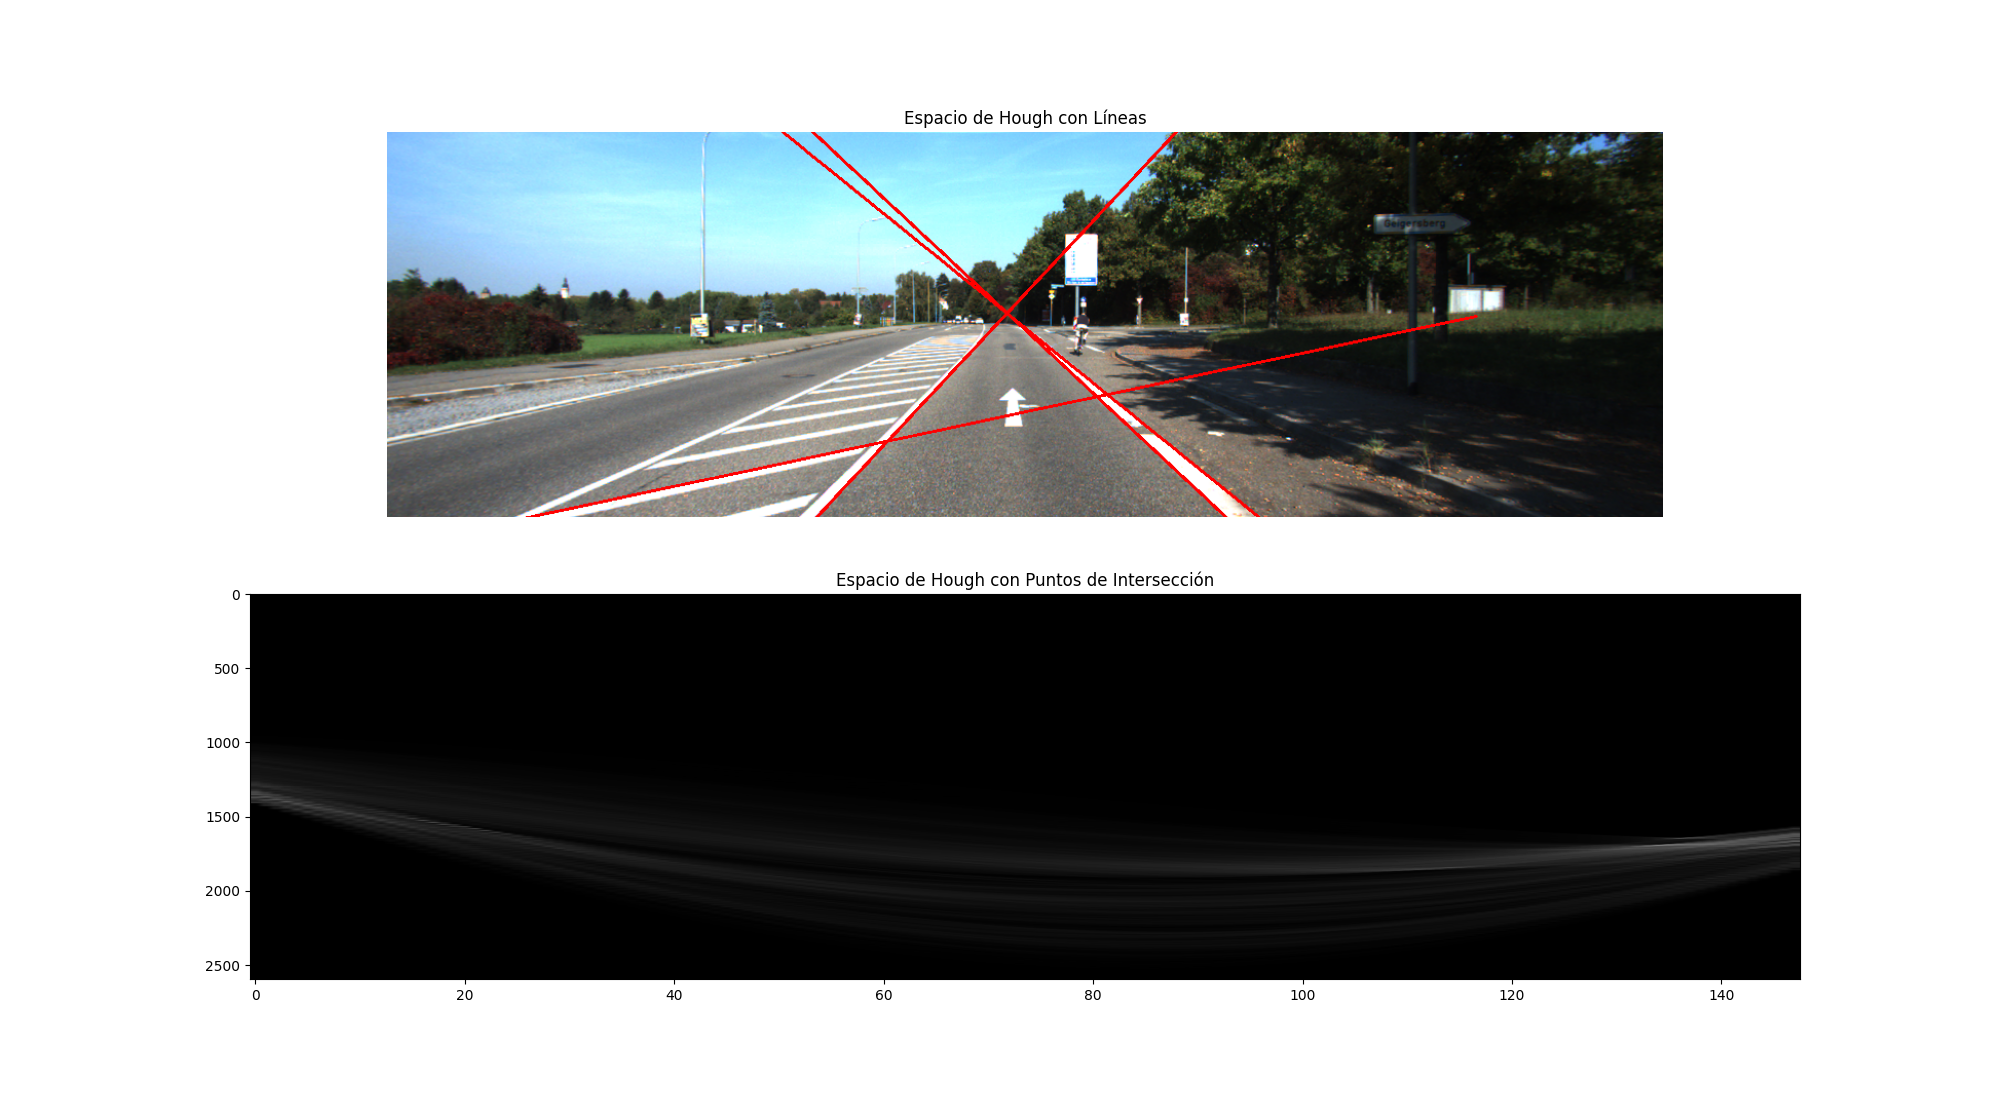 Espacio de Hough con Líneas
Geigersberg
Espacio de Hough con Puntos de Intersección
0
500
1000
1500
2000
2500
0 20 40 60 80 100 120 140